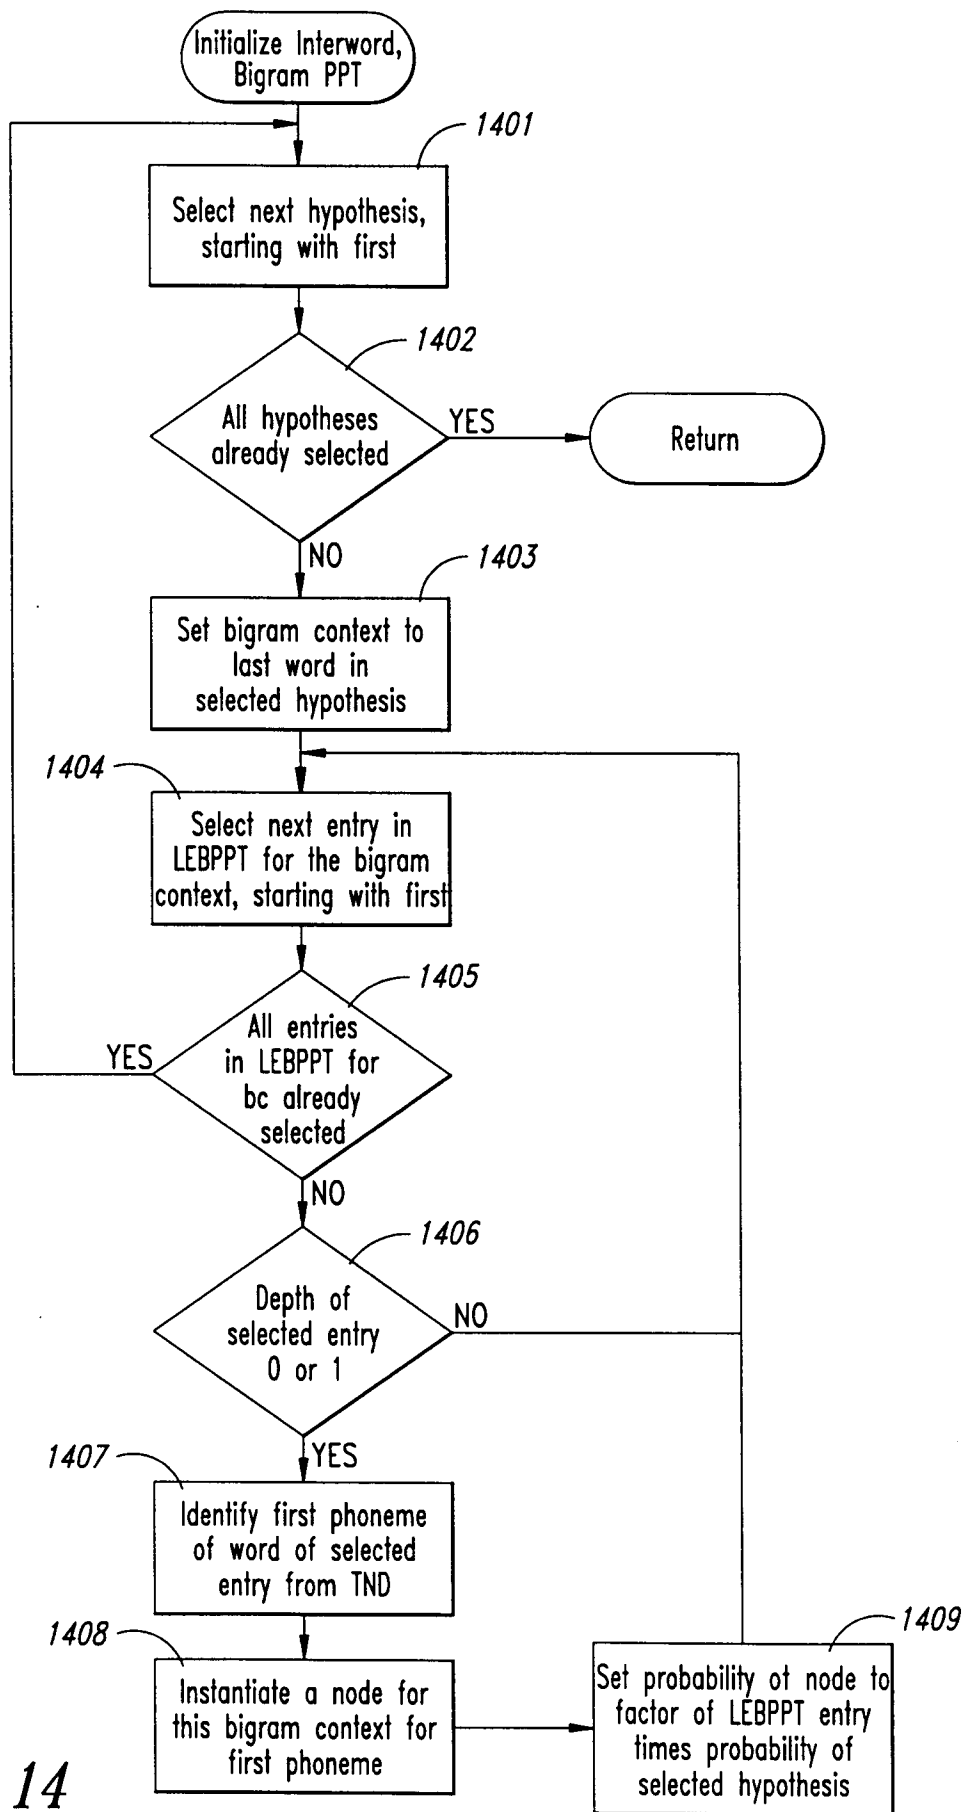 Initialize Interword,
Bigram PPT
1401
Select next hypothesis,
starting with first
1402
All hypotheses
already selected
YES
Return
NO
1403
Set bigram context to
last word in
selected hypothesis
1404
Select next entry in
LEBPPT for the bigram
context, starting with first
1405
All entries
in LEBPPT for
bc already
selected
YES
NO
1406
Depth of
selected entry
0 or 1
NO
YES
1407
Identify first phoneme
of word of selected
entry from TND
1408
Instantiate a node for
this bigram context for
first phoneme
1409
Set probability of node to
factor of LEBPPT entry
times probability of
selected hypothesis
14